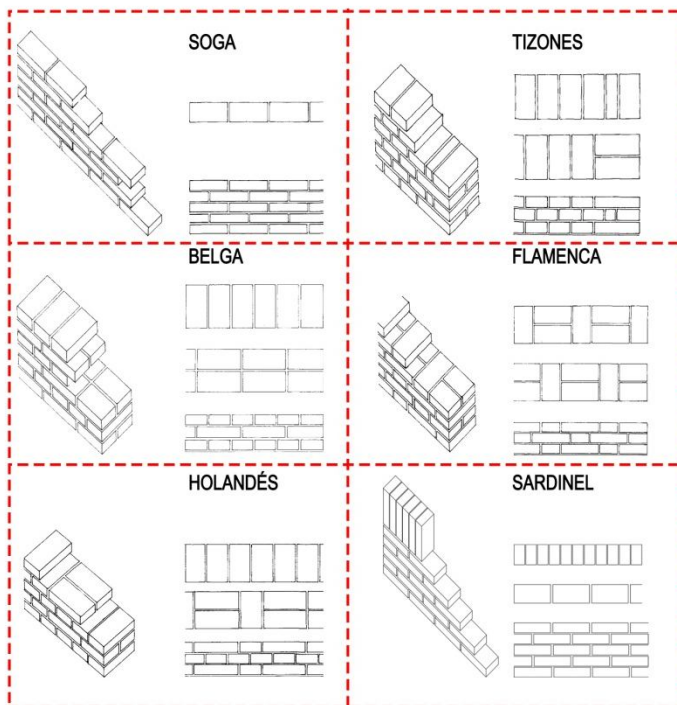 SOGA
TIZONES
BELGA
FLAMENCA
HOLANDÉS
SARDINEL